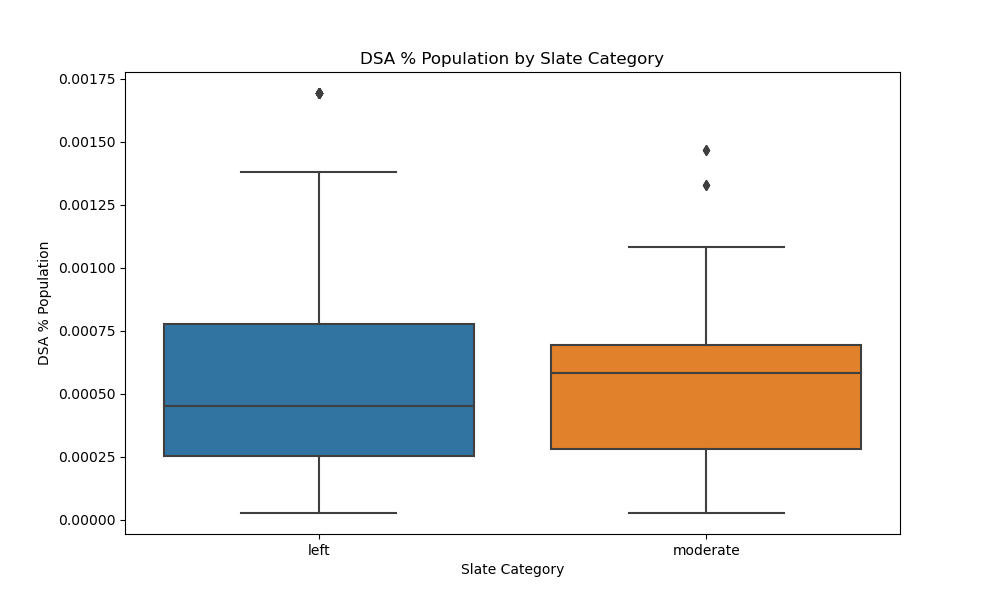 DSA % Population by Slate Category
DSA % Population
0.00175
0.00150
0.00125
0.00100
0.00075
0.00050
0.00025
0.00000
left
moderate
Slate Category